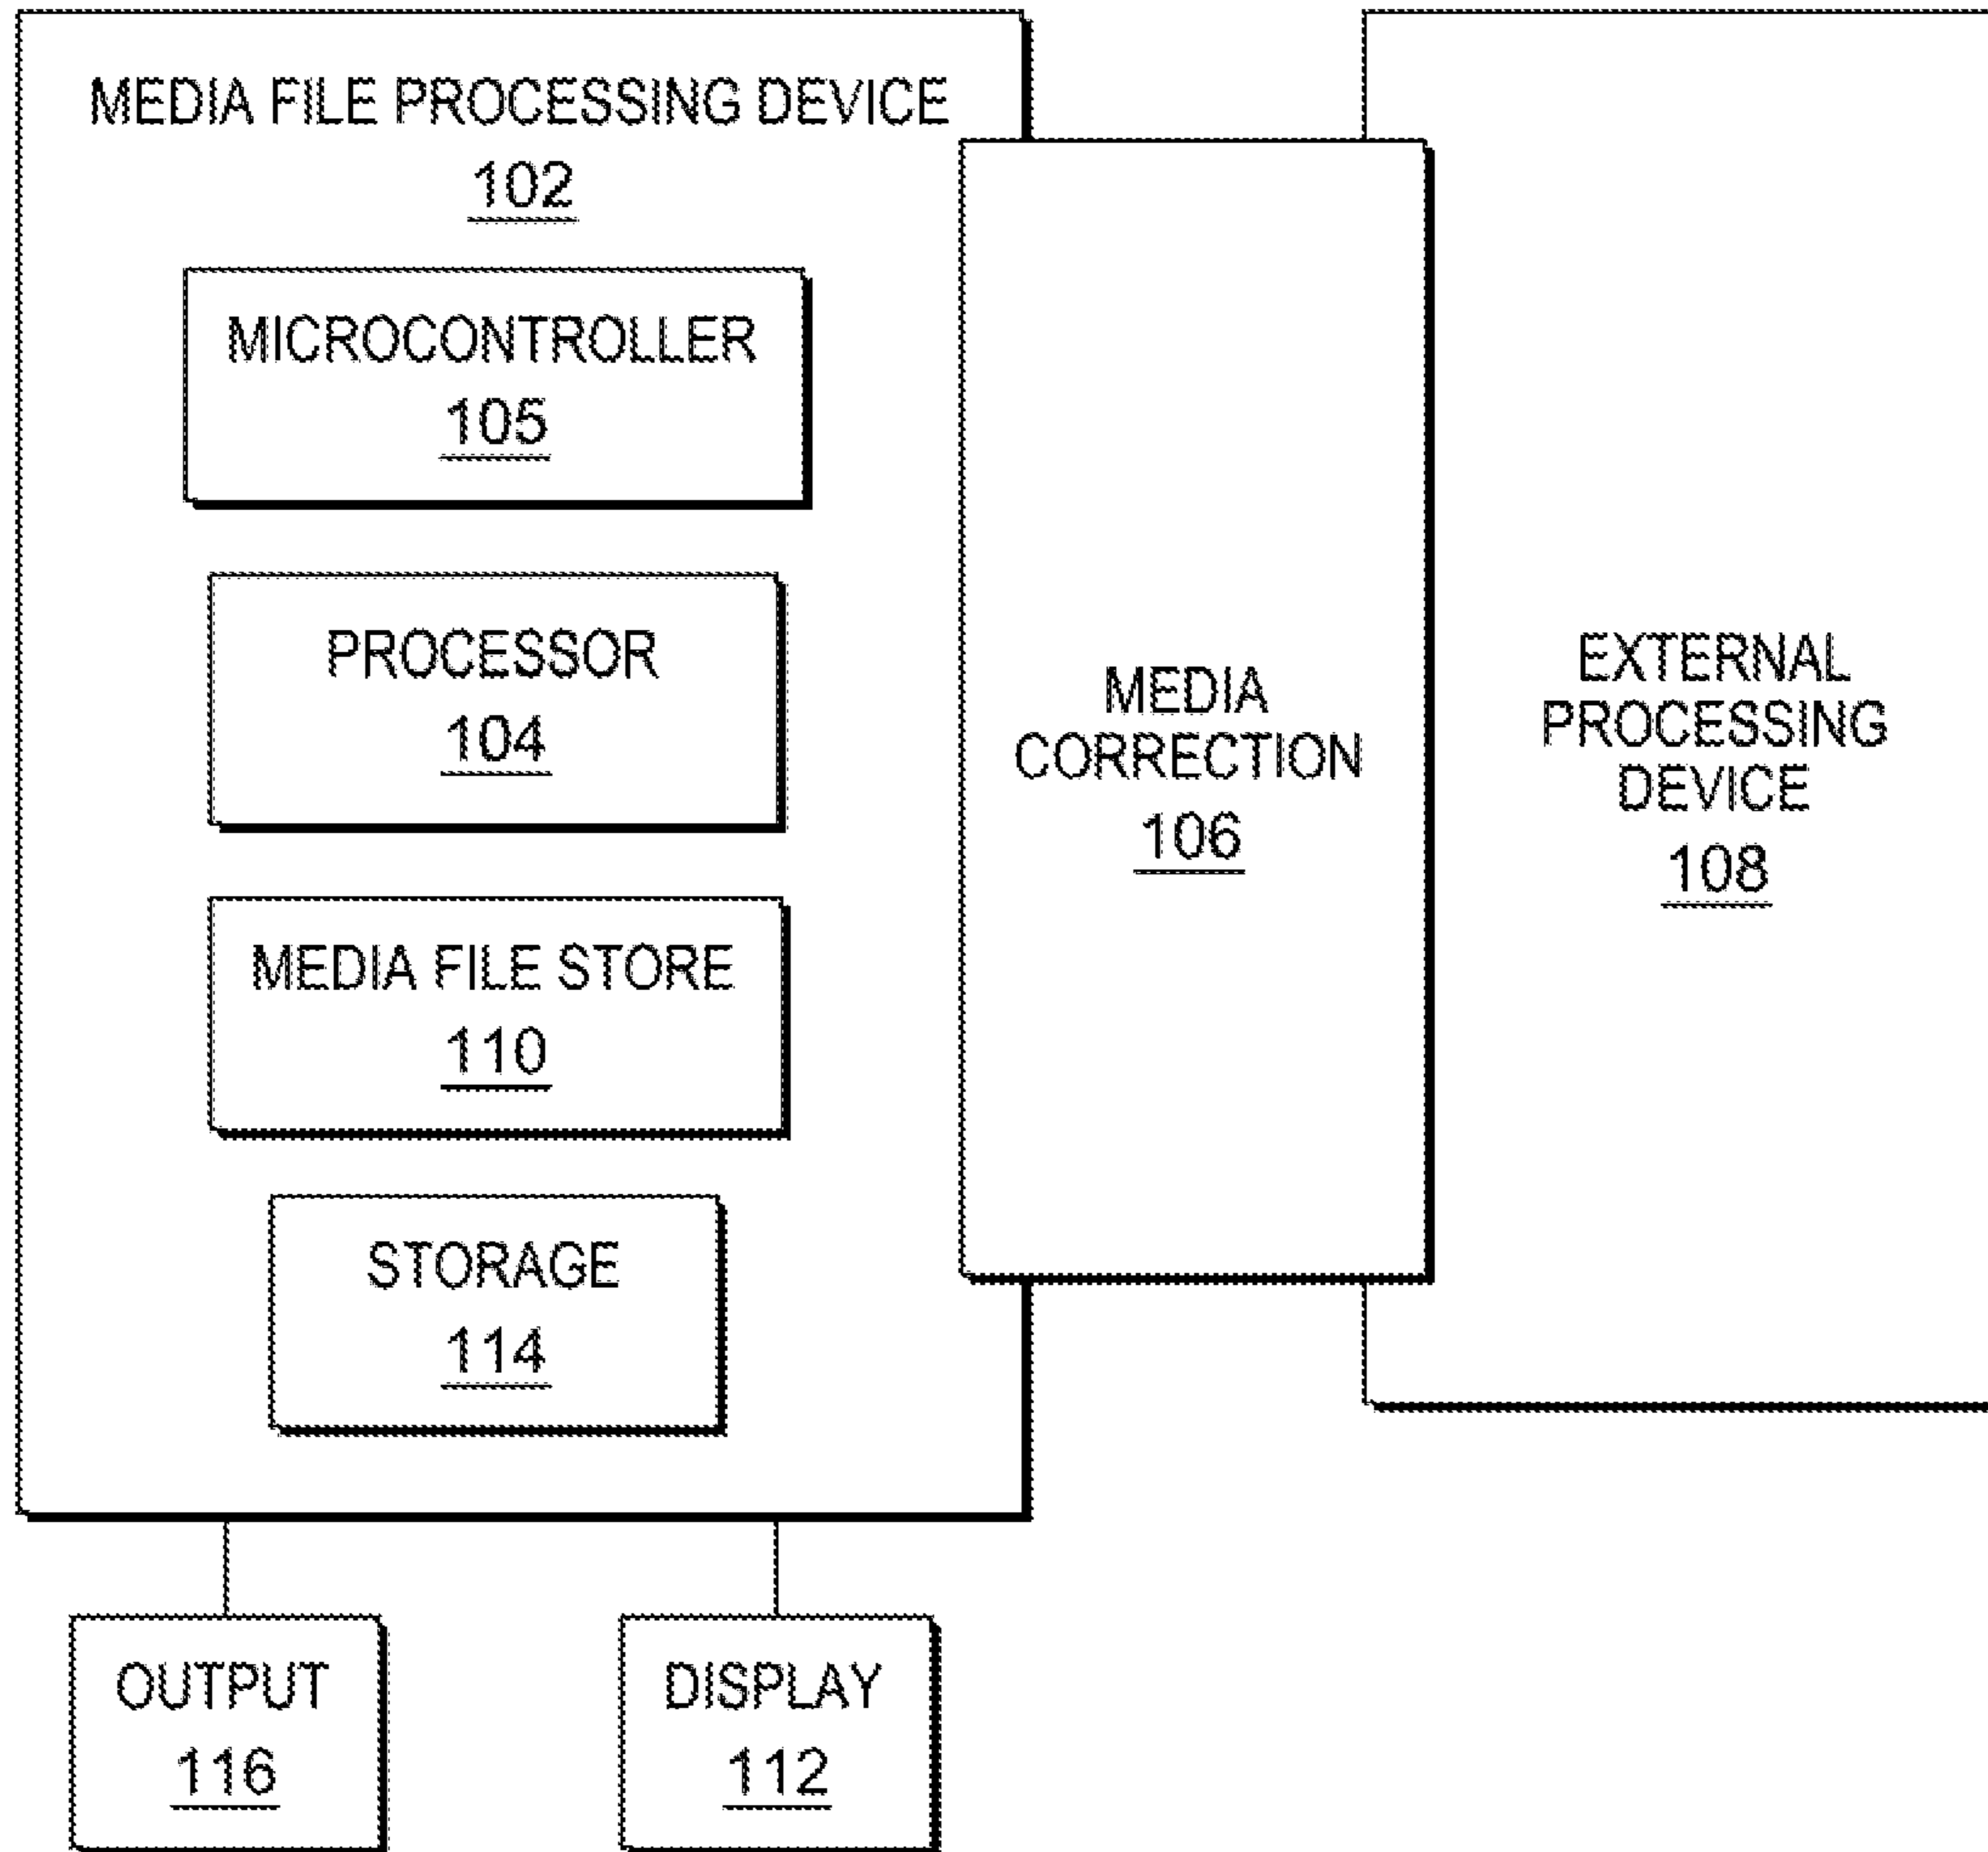 MEDIA FILE PROCESSING DEVICE
102
MICROCONTROLLER
105
PROCESSOR
104
MEDIA FILE STORE
110
STORAGE
114
MEDIA
CORRECTION
106
EXTERNAL
PROCESSING
DEVICE
108
OUTPUT
116
DISPLAY
112